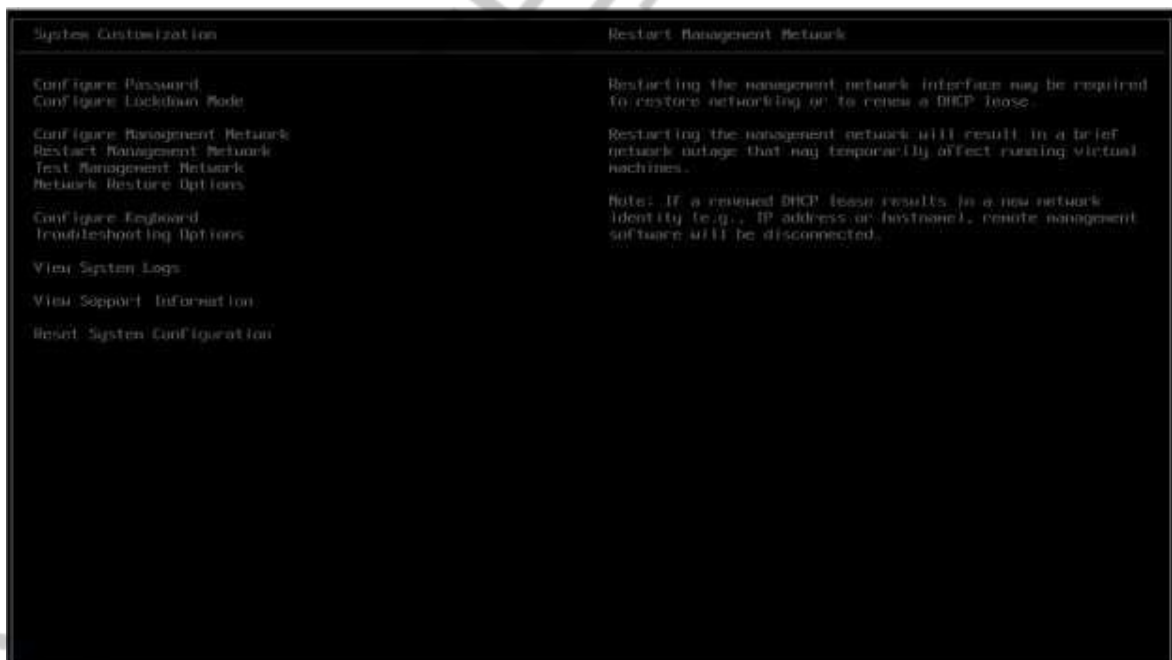 System Customization
Restart Management Network
Configure Password
Configure Lockdown Mode
Configure Management Network
Restart Management Network
Test Management Network
Network Restore Options
Configure Keyboard
Troubleshooting Options
View System Logs
View Support Information
Reset System Configuration
Restarting the management network interface may be required
to restore networking or to renew a DHCP lease.
Restarting the management network will result in a brief
network outage that may temporarily affect running virtual
machines.
Note: If a renewed DHCP lease results in a new network
identity (e.g., IP address or hostname), remote management
software will be disconnected.